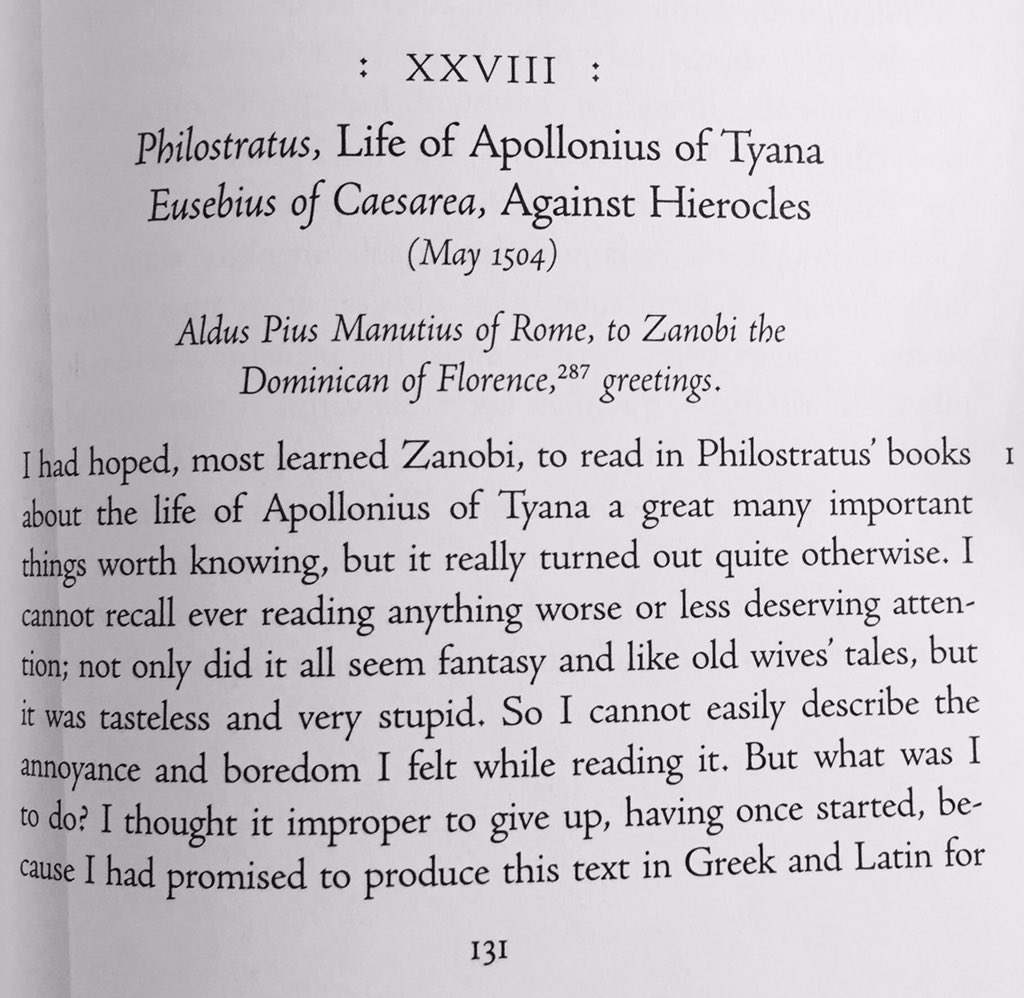 : XXVIII :
Philostratus, Life of Apollonius of Tyana
Eusebius of Caesarea, Against Hierocles
(May 1504)
Aldus Pius Manutius of Rome, to Zanobi the
Dominican of Florence,287 greetings.
I had hoped, most learned Zanobi, to read in Philostratus' books 1
about the life of Apollonius of Tyana a great many important
things worth knowing, but it really turned out quite otherwise. I
cannot recall ever reading anything worse or less deserving atten-
tion; not only did it all seem fantasy and like old wives' tales, but
it was tasteless and very stupid. So I cannot easily describe the
annoyance and boredom I felt while reading it. But what was I
to do? I thought it improper to give up, having once started, be-
cause I had promised to produce this text in Greek and Latin for
131